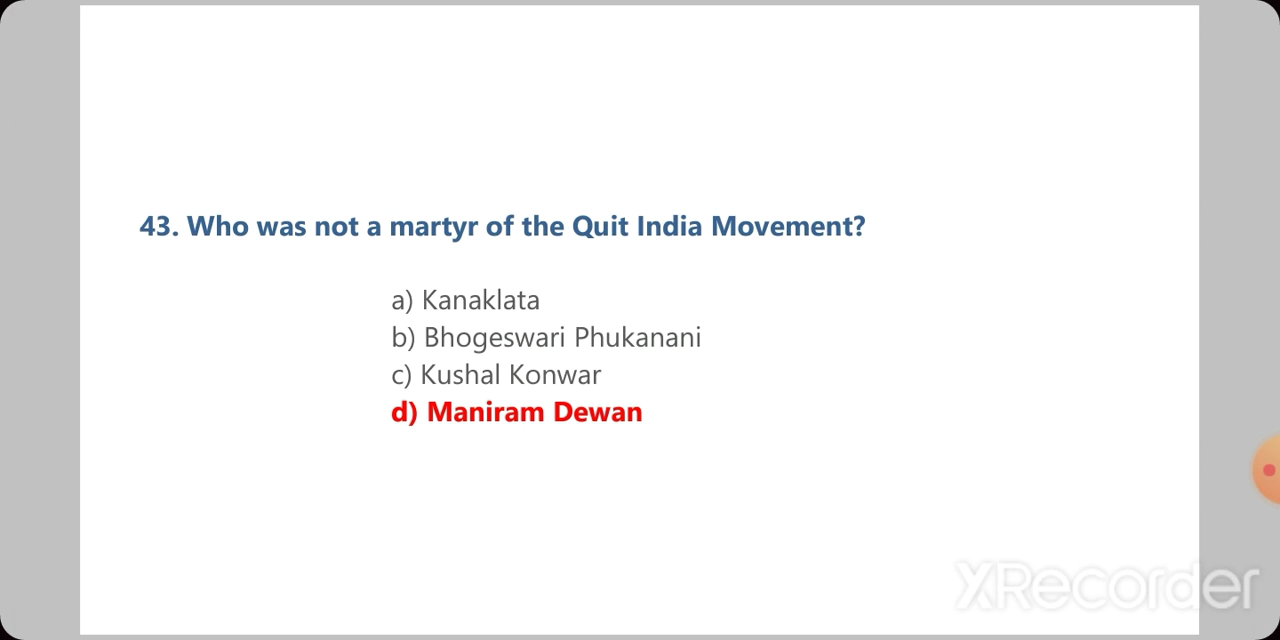 43. Who was not a martyr of the Quit India Movement?
a) Kanaklata
b) Bhogeswari Phukanani
c) Kushal Konwar
d) Maniram Dewan
XRecorder